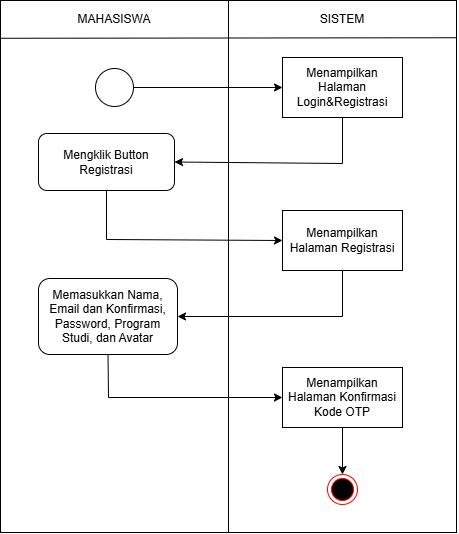 MAHASISWA
SISTEM
Menampilkan
Halaman
Login&Registrasi
Mengklik Button
Registrasi
Menampilkan
Halaman Registrasi
Memasukkan Nama,
Email dan Konfirmasi,
Password, Program
Studi, dan Avatar
Menampilkan
Halaman Konfirmasi
Kode OTP